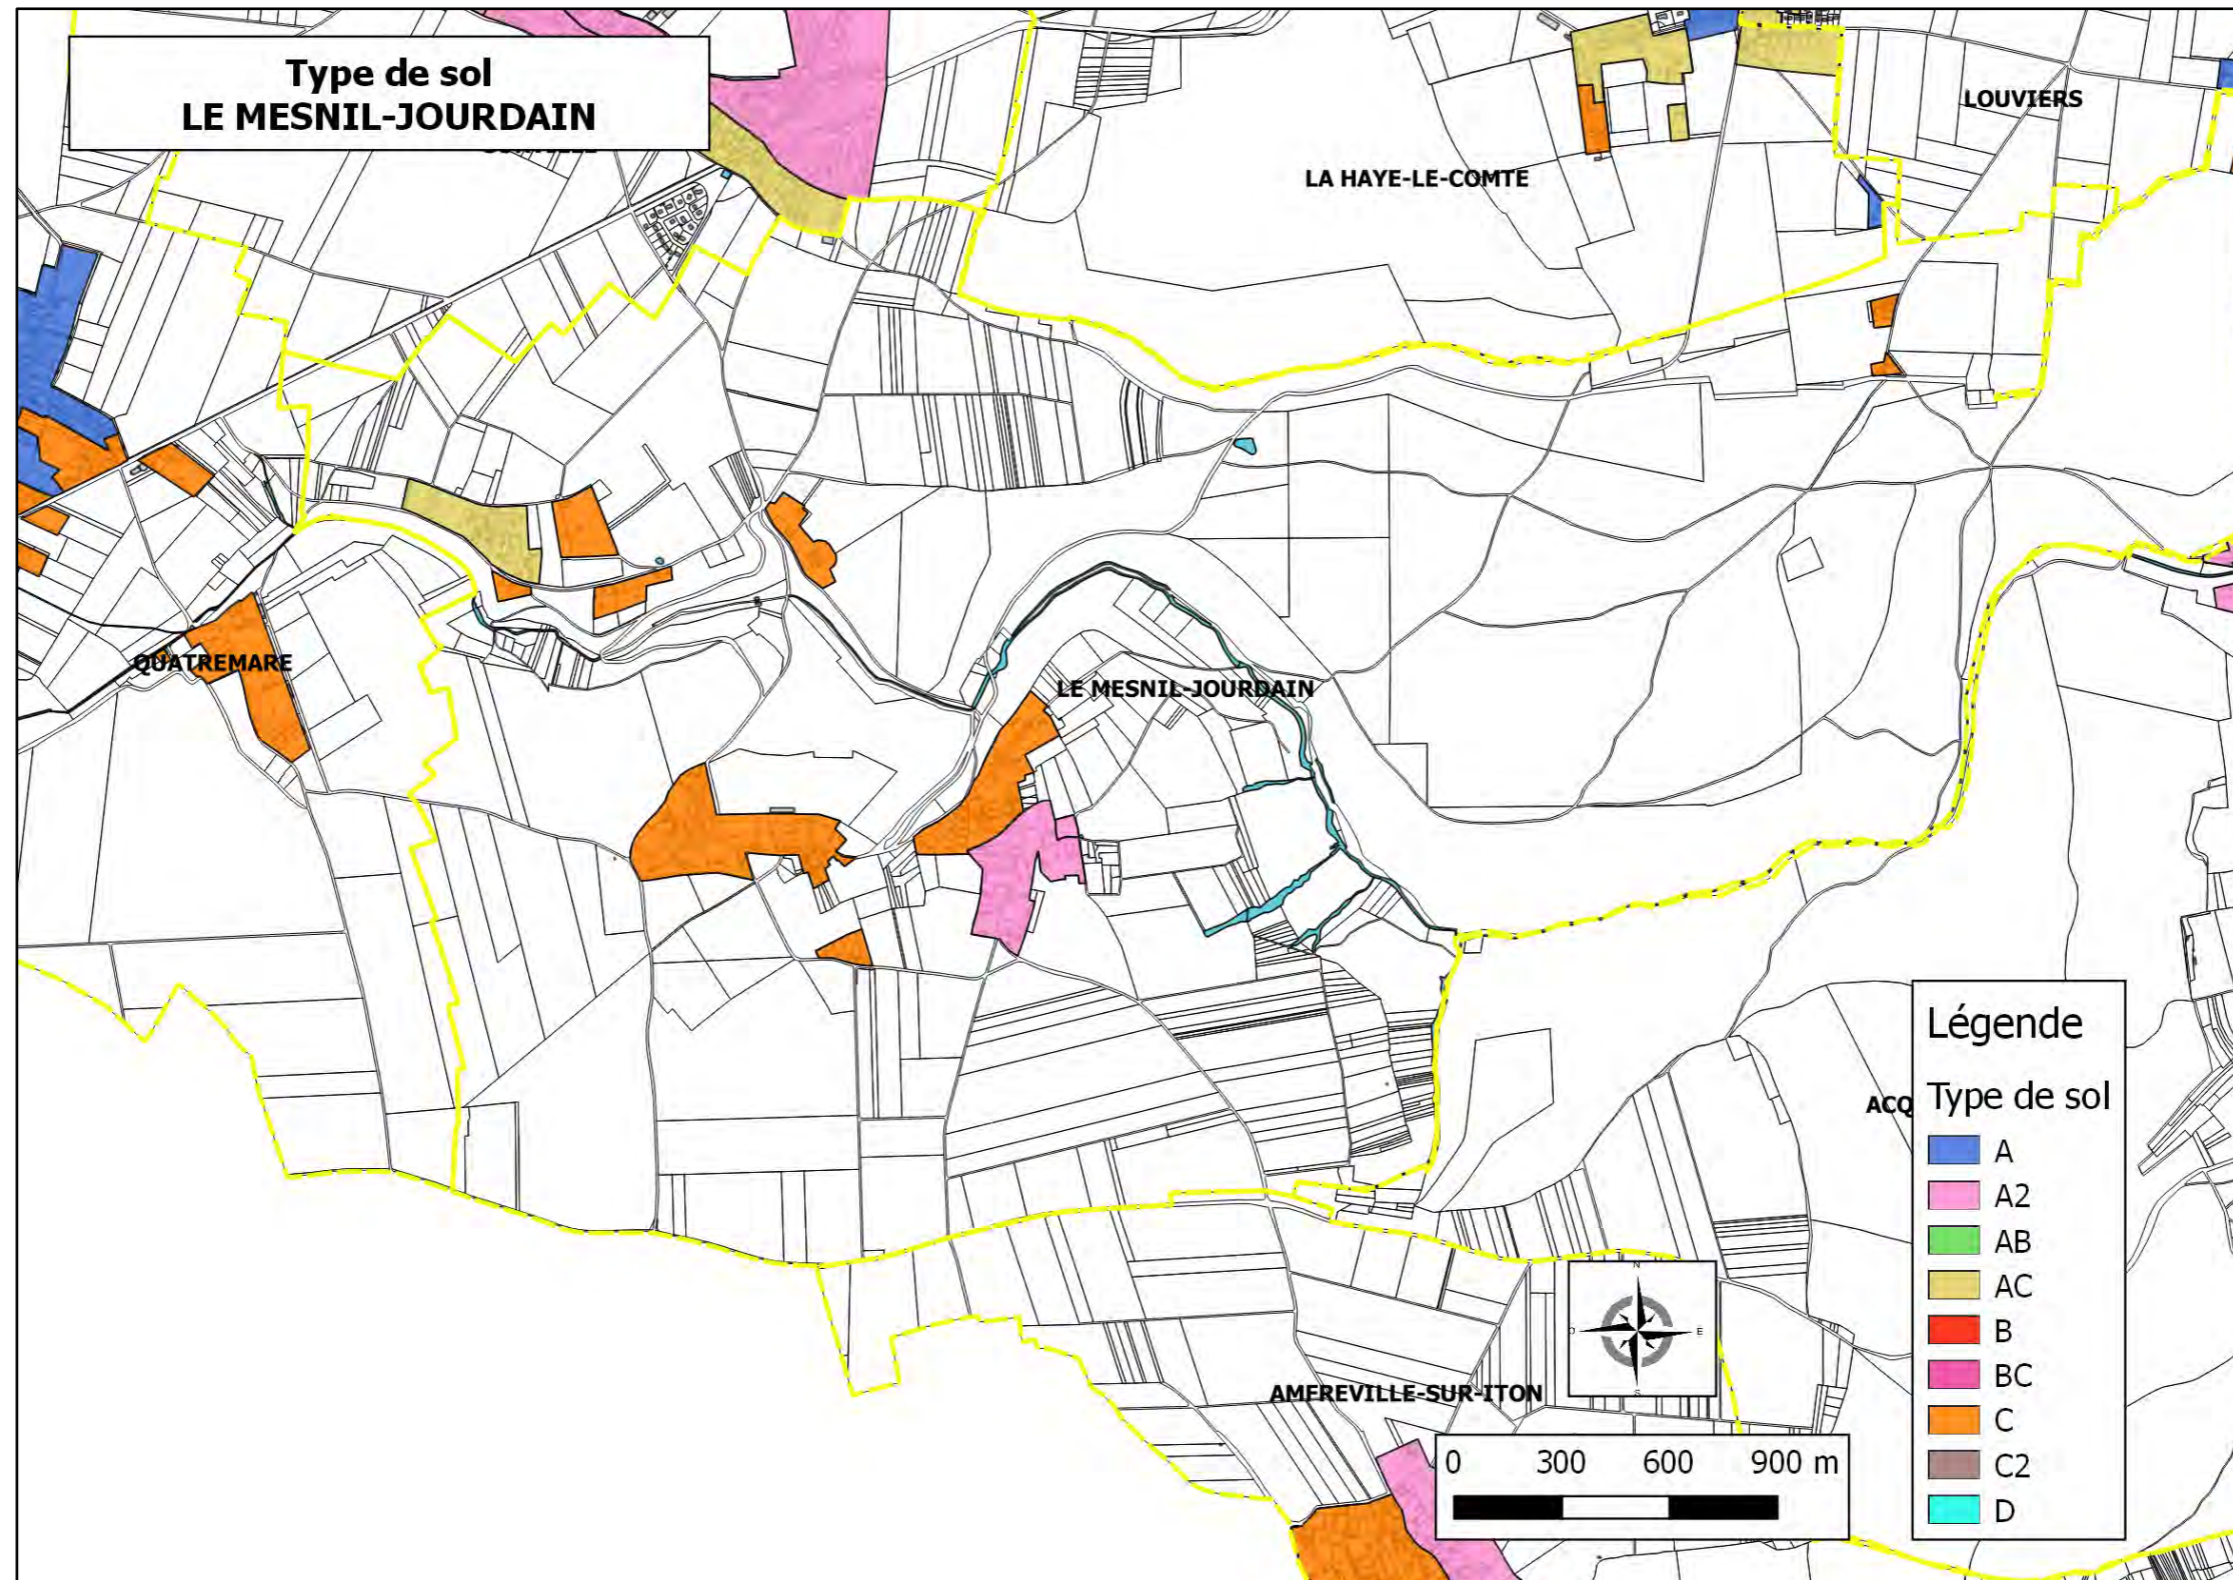 Type de sol
LE MESNIL-JOURDAIN
LOUVIERS
LA HAYE-LE-COMTE
QUATREMARE
LE MESNIL-JOURDAIN
ACQ
AMFREVILLE-SUR-ITON
Légende
Type de sol
A
A2
AB
AC
B
BC
C
C2
D
N
O
E
S
0 300 600 900 m